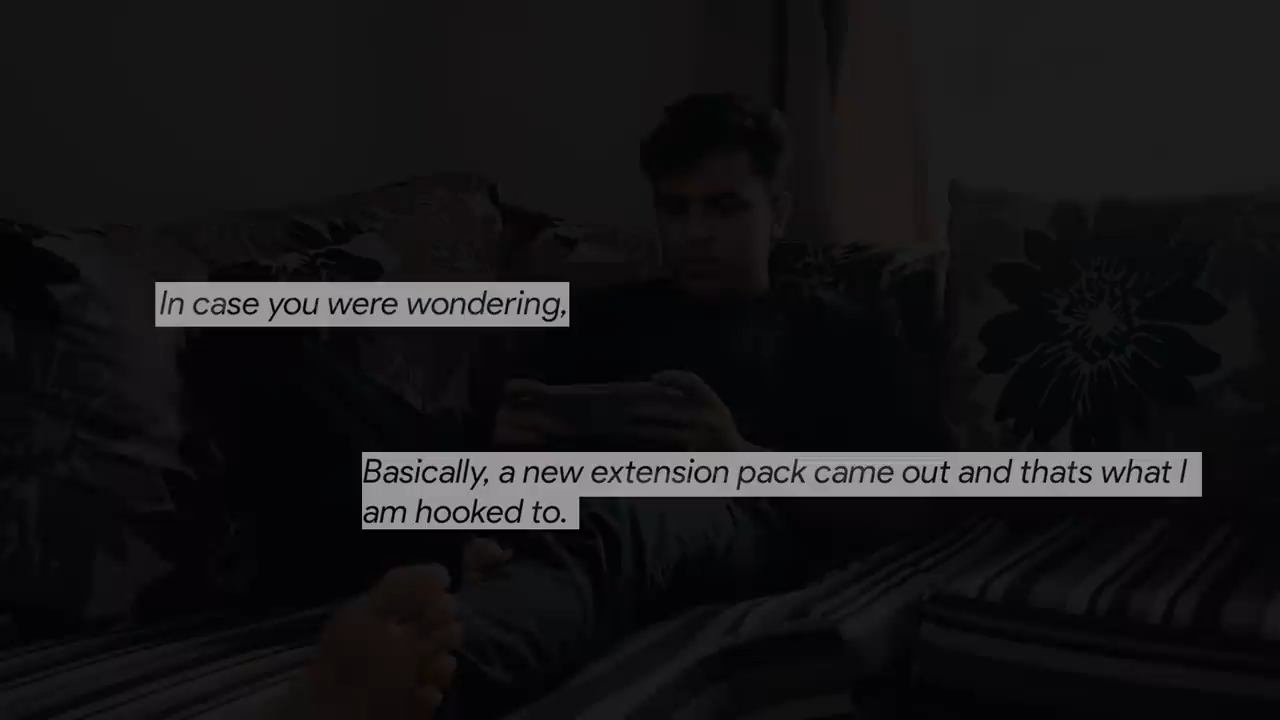 In case you were wondering,
Basically, a new extension pack came out and thats what I
am hooked to.